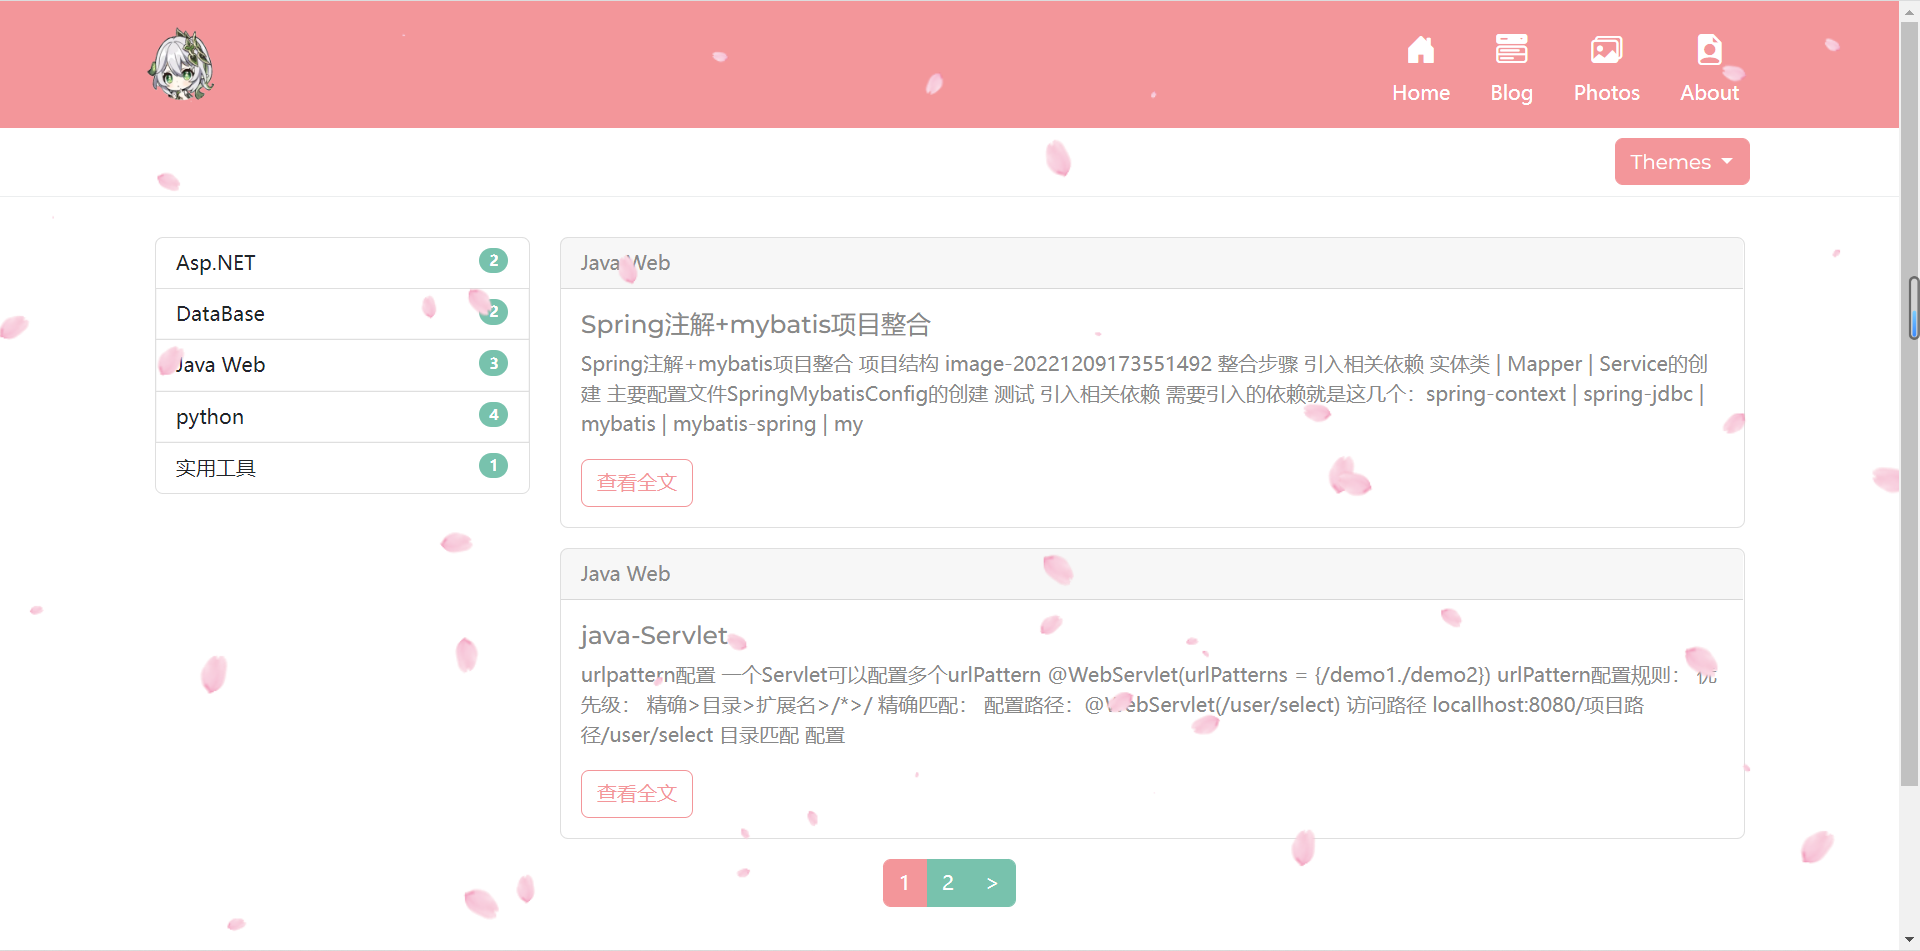 Home
Blog
Photos
About
Themes
Asp.NET 2
DataBase 2
Java Web 3
python 4
实用工具 1
Java Web
Spring注解+mybatis项目整合
Spring注解+mybatis项目整合 项目结构 image-20221209173551492 整合步骤 引入相关依赖 实体类 | Mapper | Service的创
建 主要配置文件SpringMybatisConfig的创建 测试 引入相关依赖 需要引入的依赖就是这几个：spring-context | spring-jdbc |
mybatis | mybatis-spring | my
查看全文
Java Web
java-Servlet
urlpattern配置 一个Servlet可以配置多个urlPattern @WebServlet(urlPatterns = {/demo1./demo2}) urlPattern配置规则： 优
先级： 精确>目录>扩展名>/*>/ 精确匹配： 配置路径：@WebServlet(/user/select) 访问路径 locallhost:8080/项目路
径/user/select 目录匹配 配置
查看全文
1 2 >